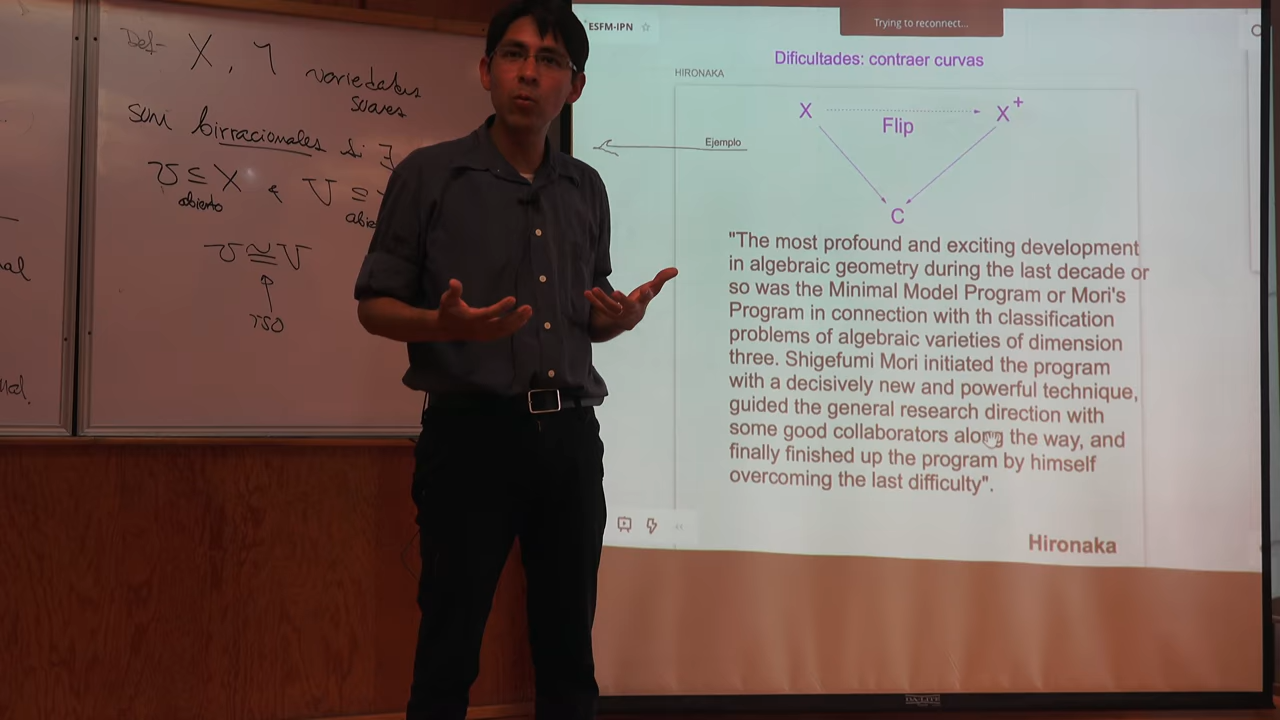 Def-
X, Y variedades
suaves
son birracionales si ∃
U ⊆ X & V ⊆
abierto
U ≅ V
↑
ISO
ESFM-IPN
Trying to reconnect...
Dificultades: contraer curvas
HIRONAKA
X X+
Flip
Ejemplo
C
"The most profound and exciting development
in algebraic geometry during the last decade or
so was the Minimal Model Program or Mori's
Program in connection with th classification
problems of algebraic varieties of dimension
three. Shigefumi Mori initiated the program
with a decisively new and powerful technique,
guided the general research direction with
some good collaborators along the way, and
finally finished up the program by himself
overcoming the last difficulty".
Hironaka